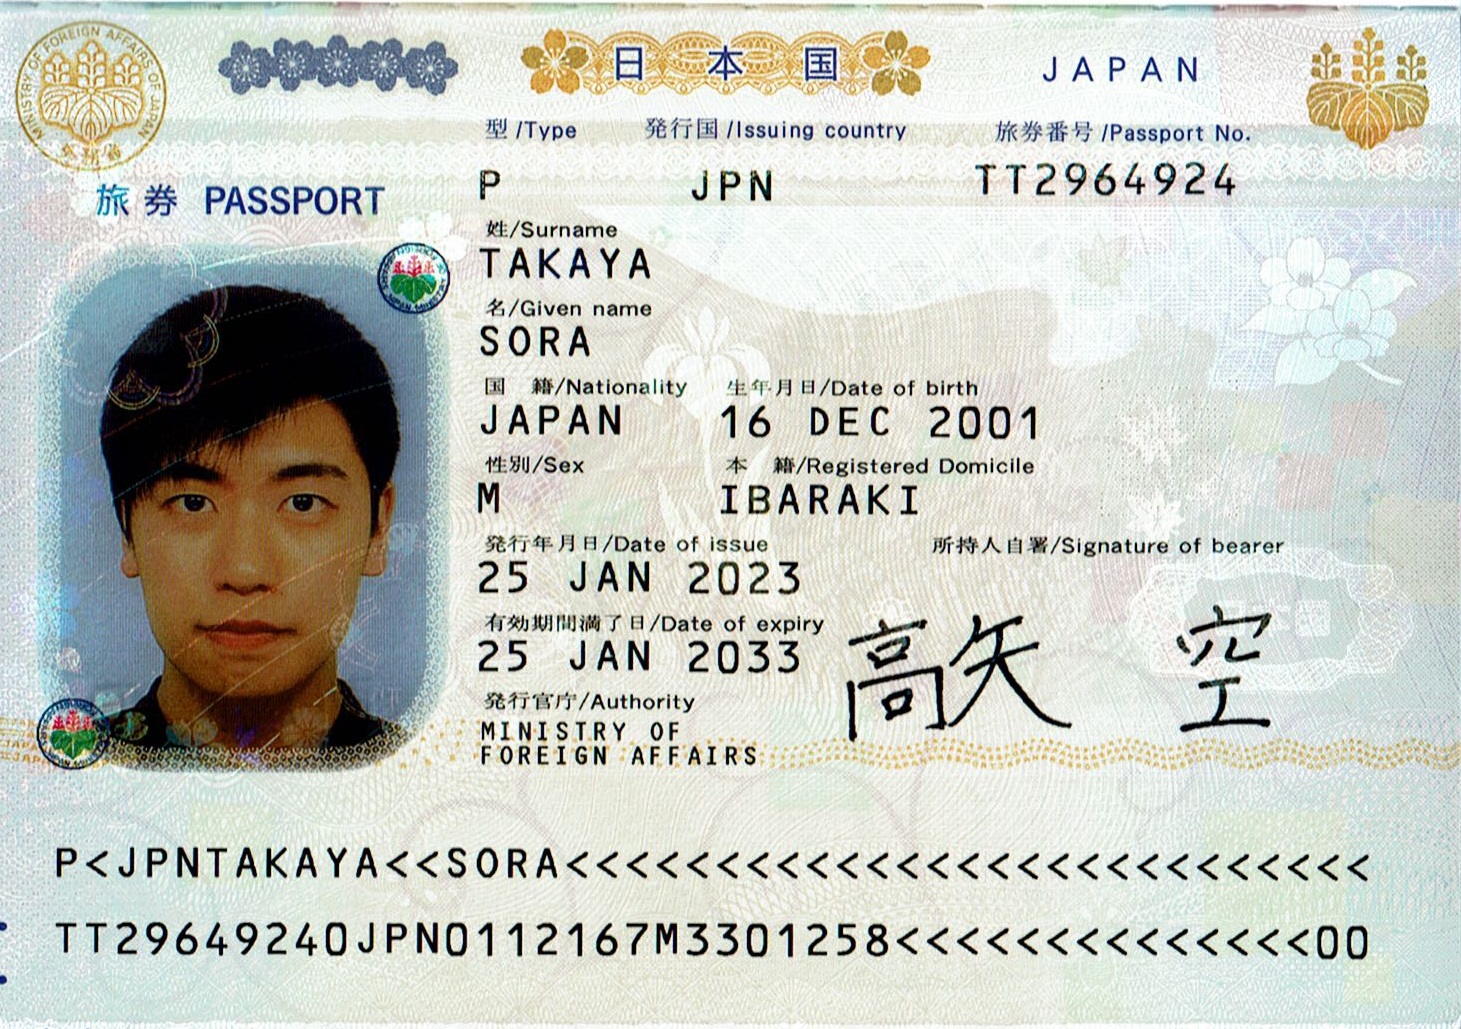 MINISTRY OF FOREIGN AFFAIRS OF JAPAN
外務省
日本国
JAPAN
旅券 PASSPORT
型/Type 発行国/Issuing country 旅券番号/Passport No.
P JPN TT2964924
姓/Surname
TAKAYA
名/Given name
SORA
国 籍/Nationality 生年月日/Date of birth
JAPAN 16 DEC 2001
性別/Sex 本 籍/Registered Domicile
M IBARAKI
発行年月日/Date of issue 所持人自署/Signature of bearer
25 JAN 2023
有効期間満了日/Date of expiry
25 JAN 2033
高矢 空
発行官庁/Authority
MINISTRY OF
FOREIGN AFFAIRS
P<JPNTAKAYA<<SORA<<<<<<<<<<<<<<<<<<<<<<<<<<<
TT29649240JPN0112167M3301258<<<<<<<<<<<<<<00